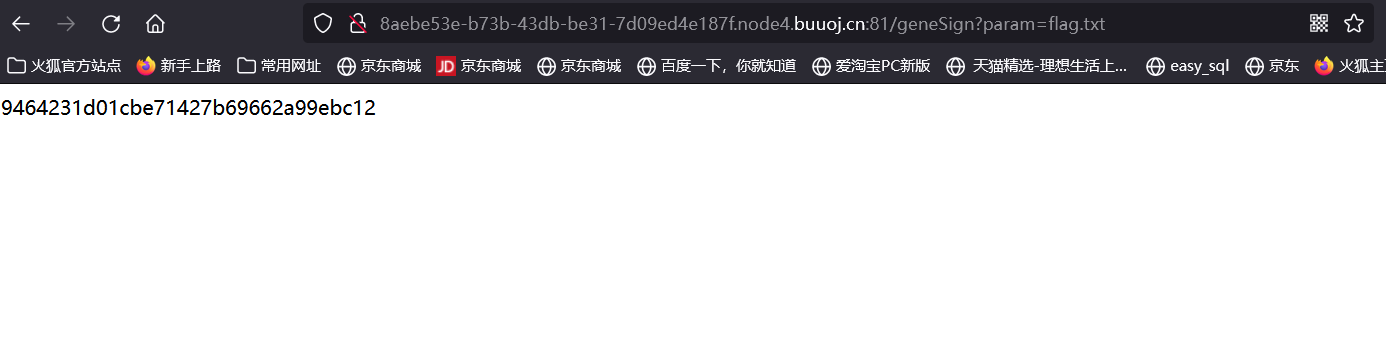 8aebe53e-b73b-43db-be31-7d09ed4e187f.node4.buuoj.cn:81/geneSign?param=flag.txt
火狐官方站点 新手上路 常用网址 京东商城 JD 京东商城 京东商城 百度一下，你就知道 爱淘宝PC新版 天猫精选-理想生活上... easy_sql 京东 火狐主
9464231d01cbe71427b69662a99ebc12